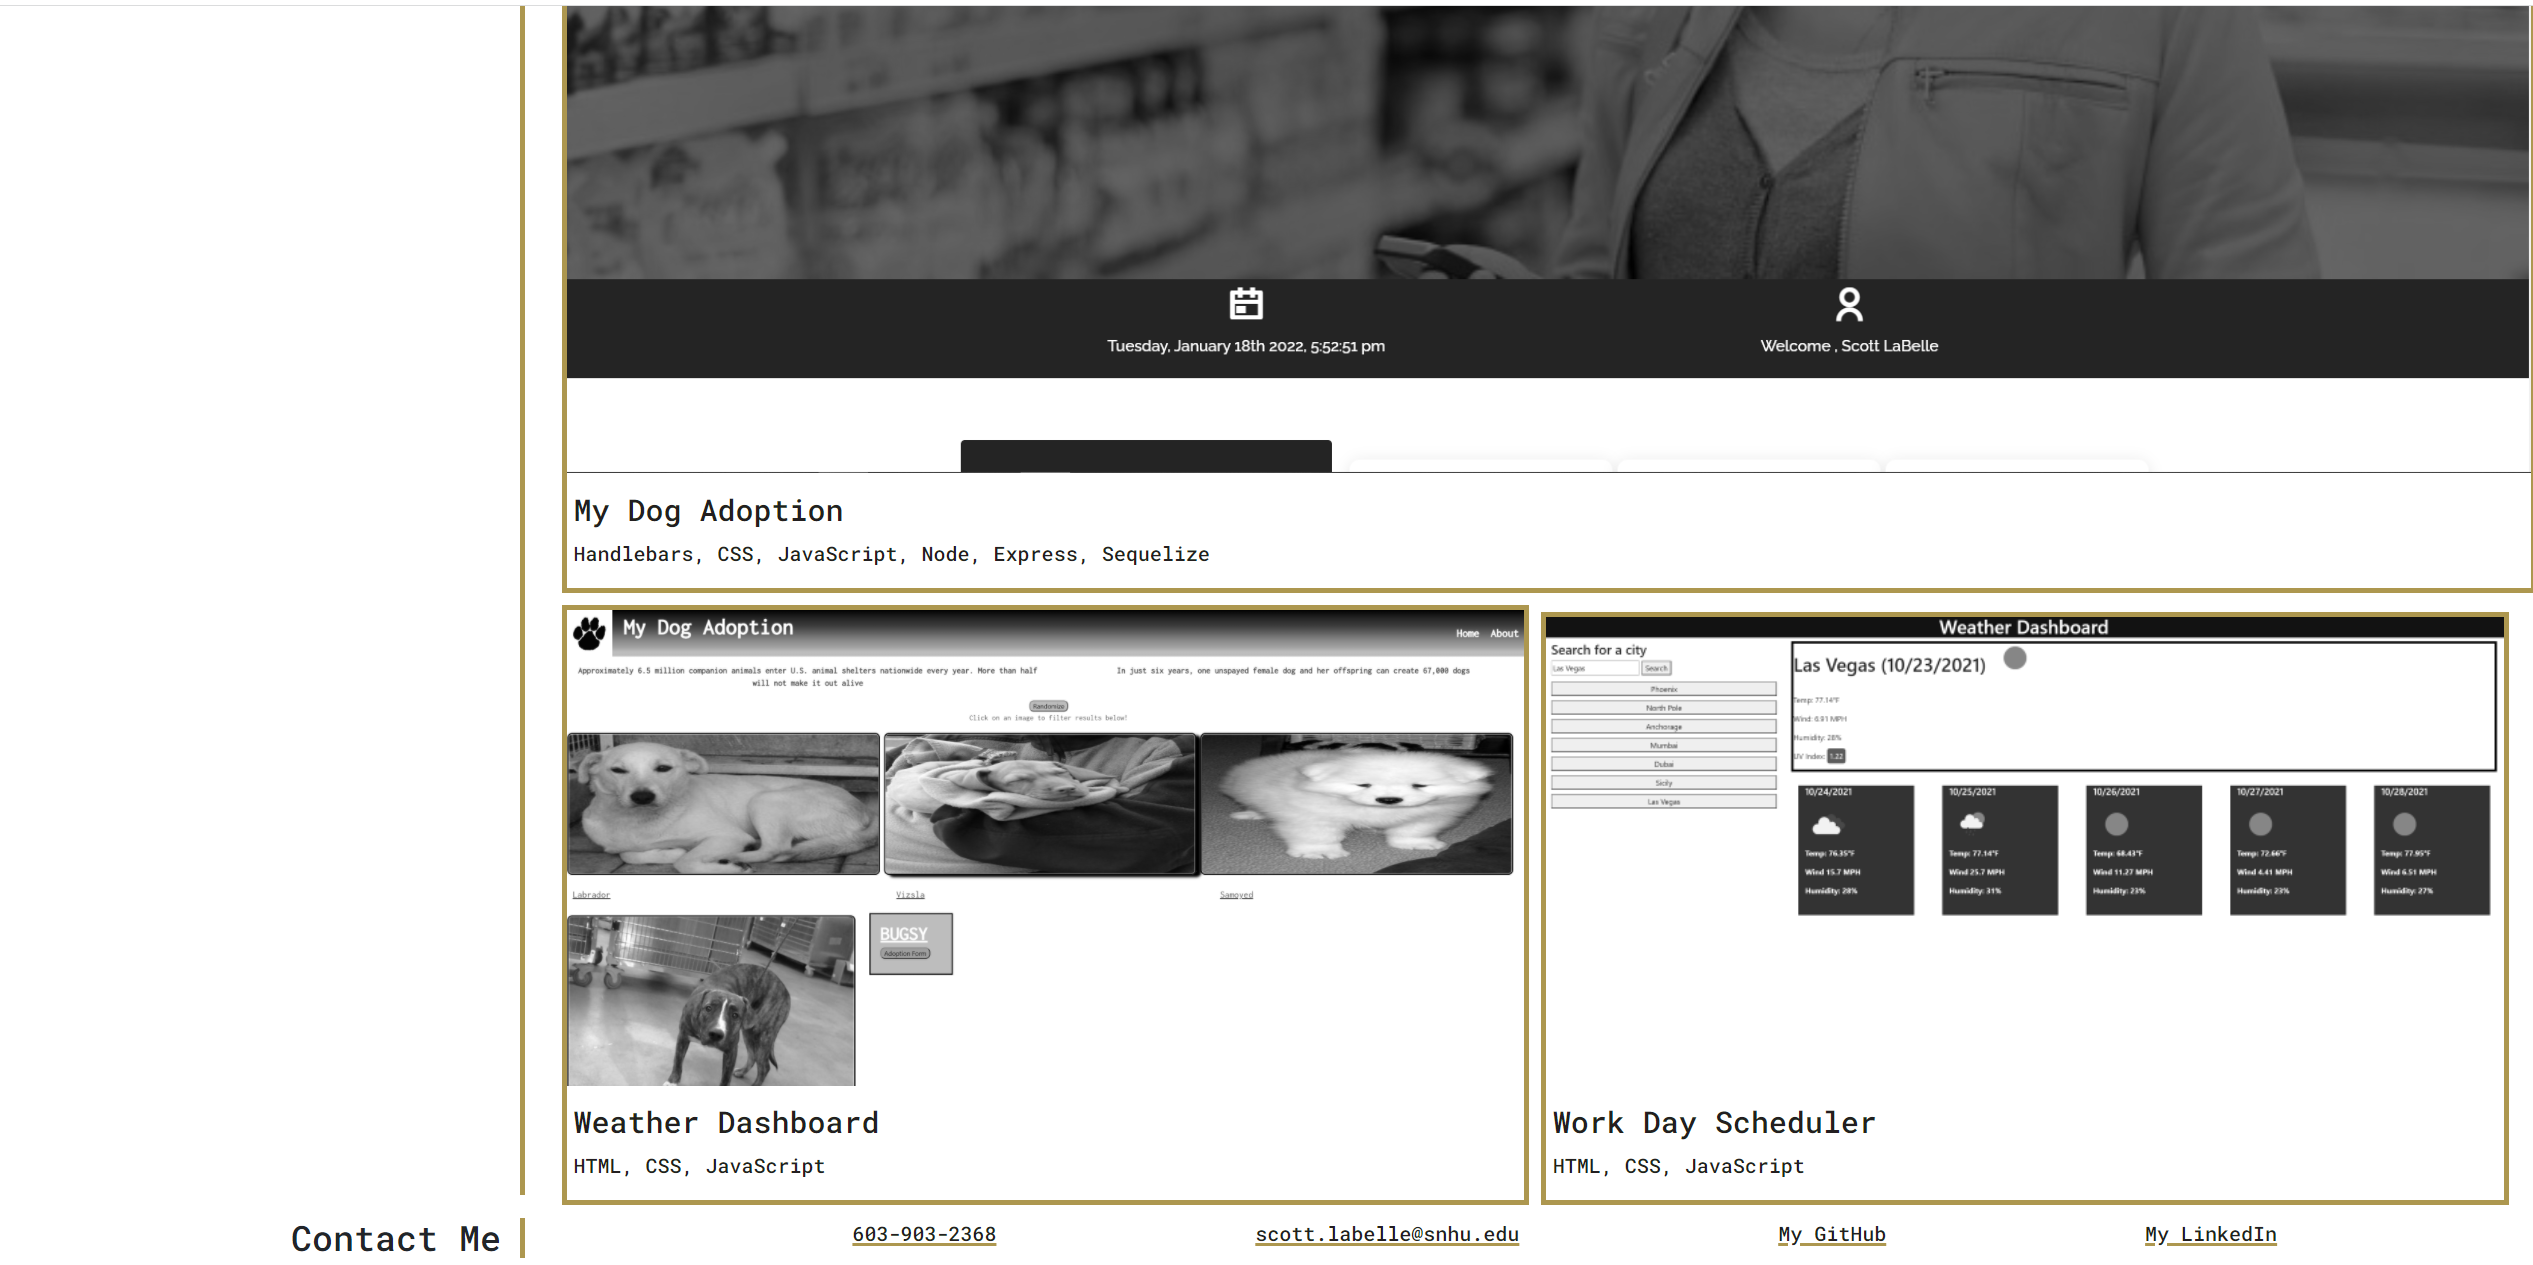 Tuesday, January 18th 2022, 5:52:51 pm
Welcome , Scott LaBelle
My Dog Adoption
Handlebars, CSS, JavaScript, Node, Express, Sequelize
My Dog Adoption
Home About
Approximately 6.5 million companion animals enter U.S. animal shelters nationwide every year. More than half
will not make it out alive
In just six years, one unspayed female dog and her offspring can create 67,000 dogs
Randomize
Click on an image to filter results below!
Labrador
Vizsla
Samoyed
BUGSY
Adoption Form
Weather Dashboard
HTML, CSS, JavaScript
Weather Dashboard
Search for a city
Las Vegas Search
Phoenix
North Pole
Anchorage
Mumbai
Dubai
Sicily
Las Vegas
Las Vegas (10/23/2021)
Temp: 77.14°F
Wind: 6.91 MPH
Humidity: 28%
UV Index: 1.22
10/24/2021
Temp: 76.35°F
Wind 15.7 MPH
Humidity: 28%
10/25/2021
Temp: 77.14°F
Wind 25.7 MPH
Humidity: 31%
10/26/2021
Temp: 68.43°F
Wind 11.27 MPH
Humidity: 23%
10/27/2021
Temp: 72.66°F
Wind 4.41 MPH
Humidity: 23%
10/28/2021
Temp: 77.95°F
Wind 6.51 MPH
Humidity: 27%
Work Day Scheduler
HTML, CSS, JavaScript
Contact Me
603-903-2368
scott.labelle@snhu.edu
My GitHub
My LinkedIn